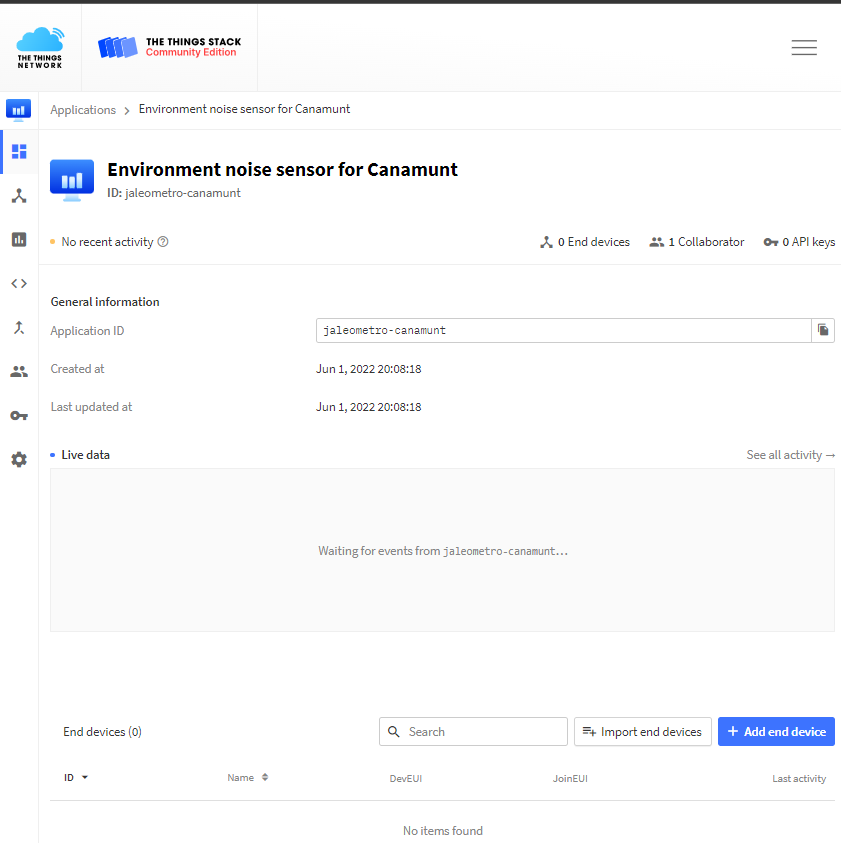 THE THINGS
NETWORK
THE THINGS STACK
Community Edition
Applications > Environment noise sensor for Canamunt
Environment noise sensor for Canamunt
ID: jaleometro-canamunt
No recent activity
0 End devices 1 Collaborator 0 API keys
General information
Application ID jaleometro-canamunt
Created at Jun 1, 2022 20:08:18
Last updated at Jun 1, 2022 20:08:18
Live data See all activity →
Waiting for events from jaleometro-canamunt...
End devices (0) Search Import end devices + Add end device
ID Name DevEUI JoinEUI Last activity
No items found